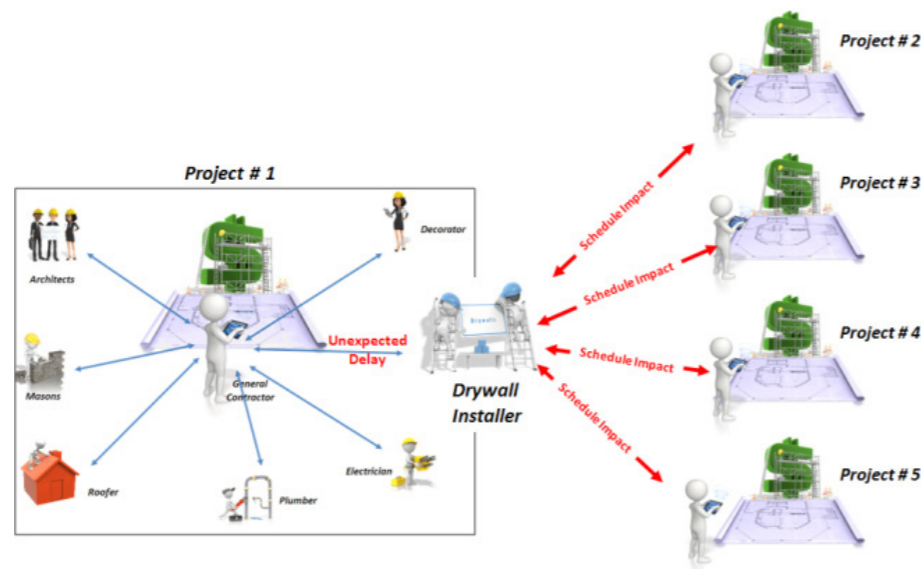 Project # 2
Project # 1
Project # 3
Schedule Impact
Schedule Impact
Decorator
Architects
Schedule Impact
Drywall
Unexpected
Delay
Project # 4
Schedule Impact
General
Contractor
Masons
Drywall
Installer
Electrician
Project # 5
Roofer
Plumber